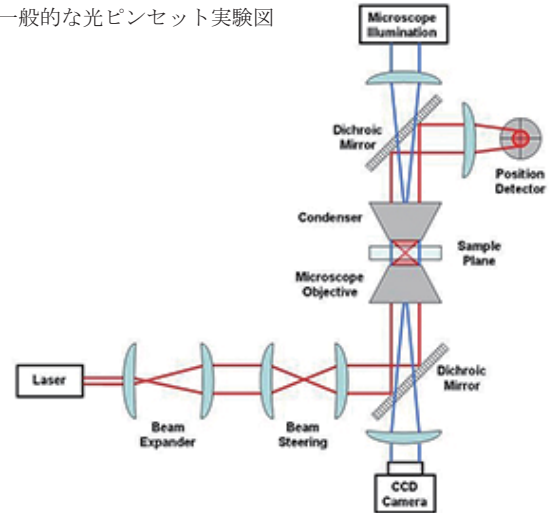 一般的な光ピンセット実験図
Microscope
Illumination
Dichroic
Mirror
Position
Detector
Condenser
Sample
Plane
Microscope
Objective
Laser
Dichroic
Mirror
Beam
Expander
Beam
Steering
CCD
Camera